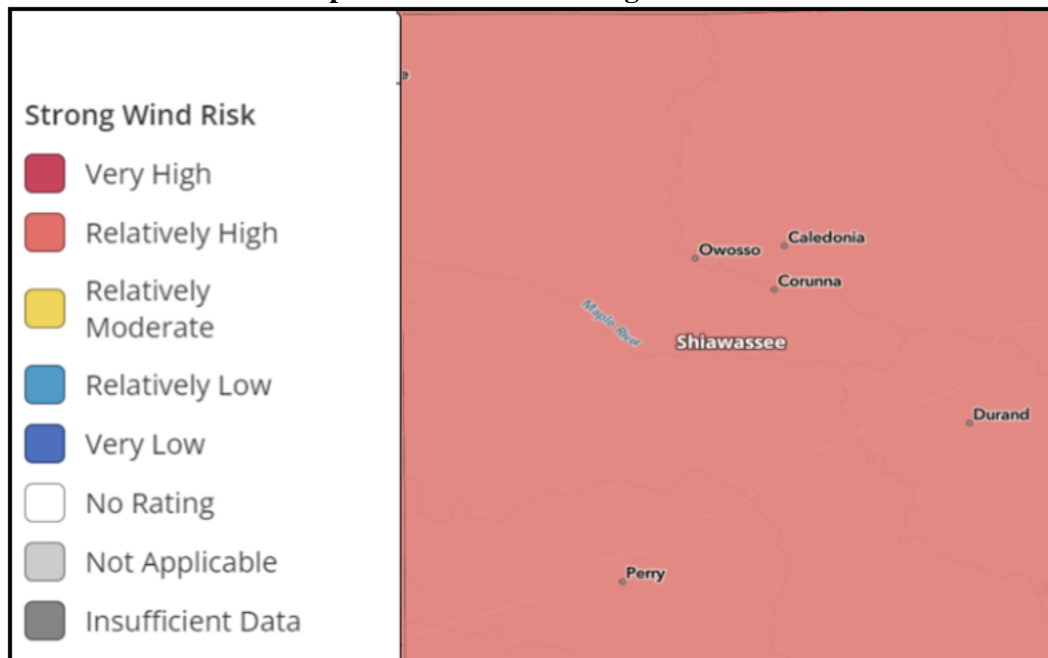 Strong Wind Risk
Very High
Relatively High
Relatively
Moderate
Relatively Low
Very Low
No Rating
Not Applicable
Insufficient Data
Caledonia
Owosso
Corunna
Maple River
Shiawassee
Durand
Perry